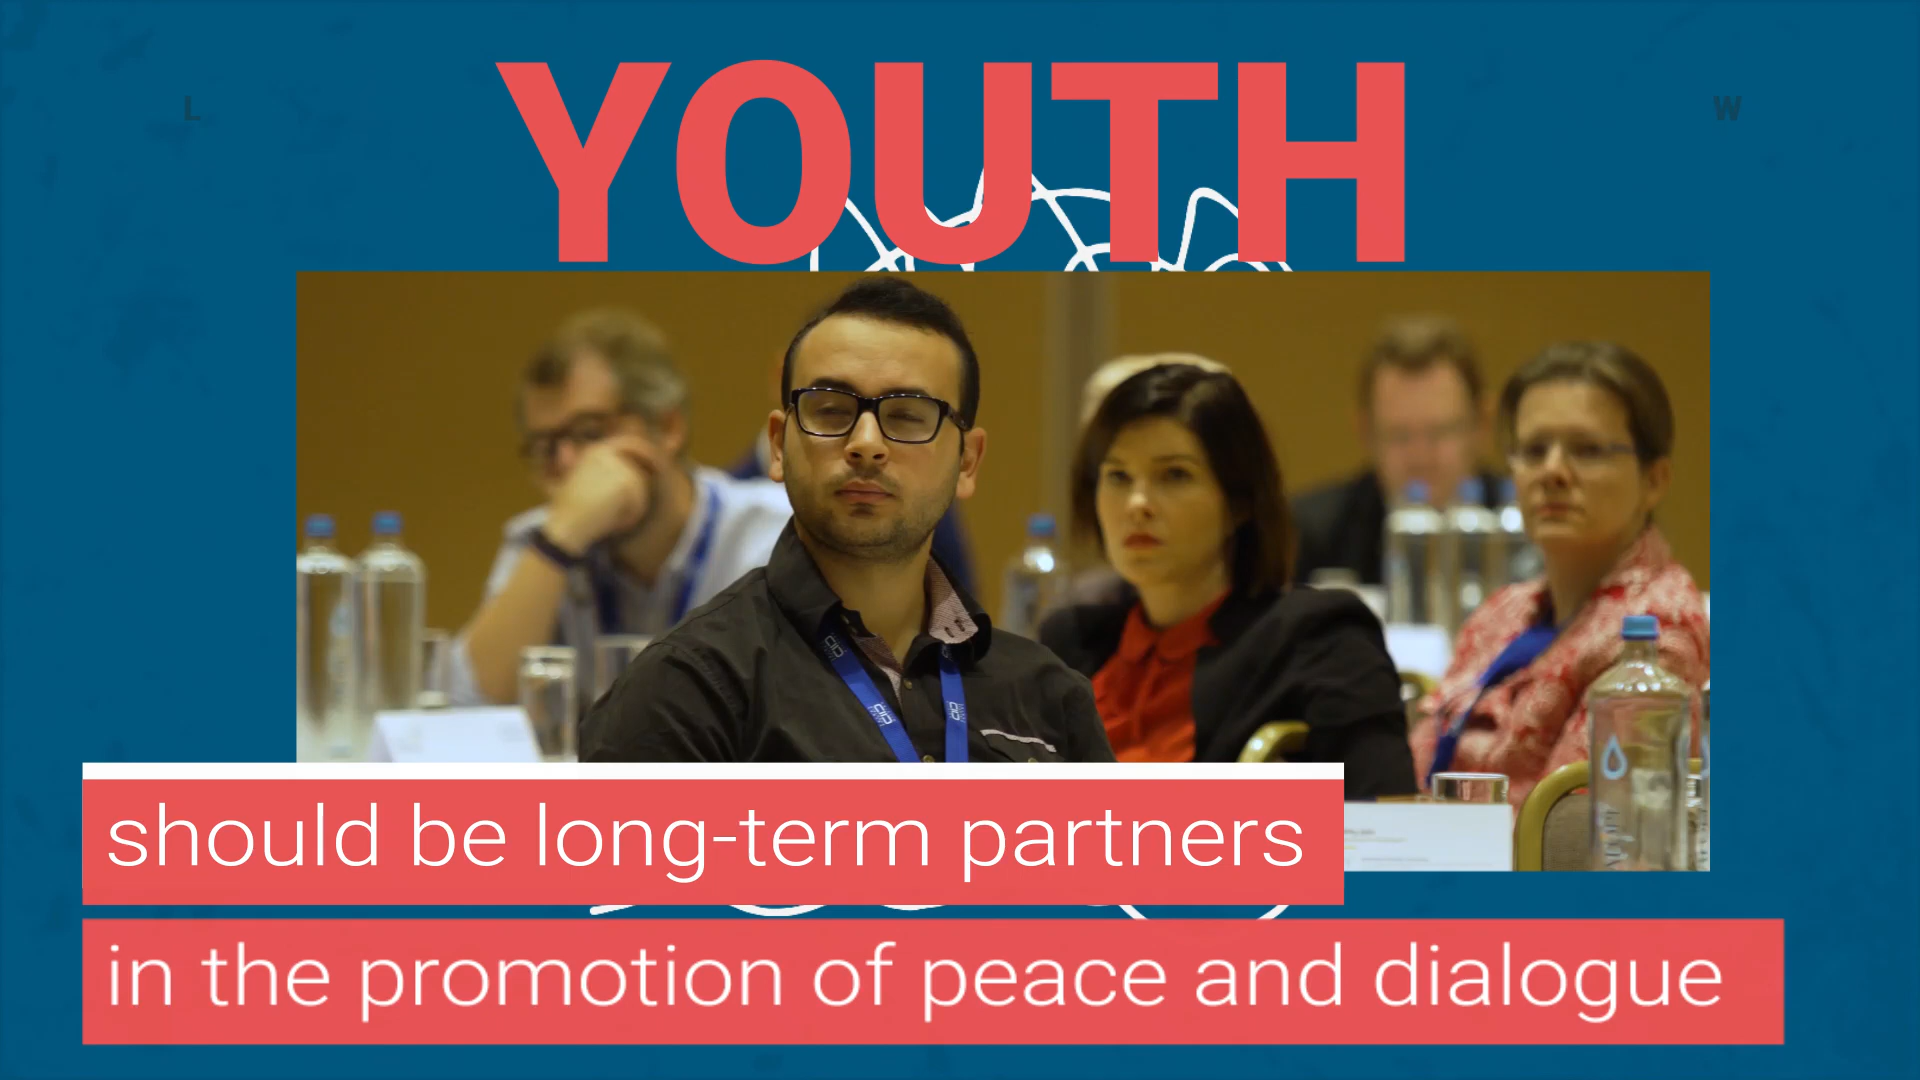 YOUTH
L
W
should be long-term partners
in the promotion of peace and dialogue